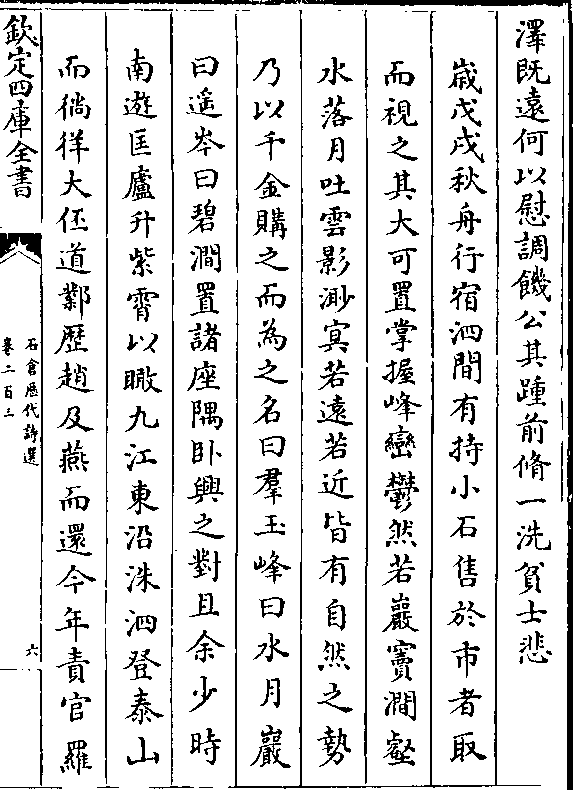 澤既遠何以慰調饑公其踵前脩一洗貧士悲
歲戊戌秋舟行宿泗間有持小石售於市者取
而視之其大可置掌握峰巒鬱然若巖竇澗壑
水落月吐雲影渺㝠若遠若近皆有自然之勢
乃以千金購之而為之名曰羣玉峰曰水月巖
曰遥岑曰碧澗置諸座隅卧興之對且余少時
南遊匡廬升紫霄以瞰九江東沿洙泗登泰山
而徜徉大伾道鄴歴趙及燕而還今年責官羅
欽定四庫全書
石倉歴代詩選
卷二百三
六